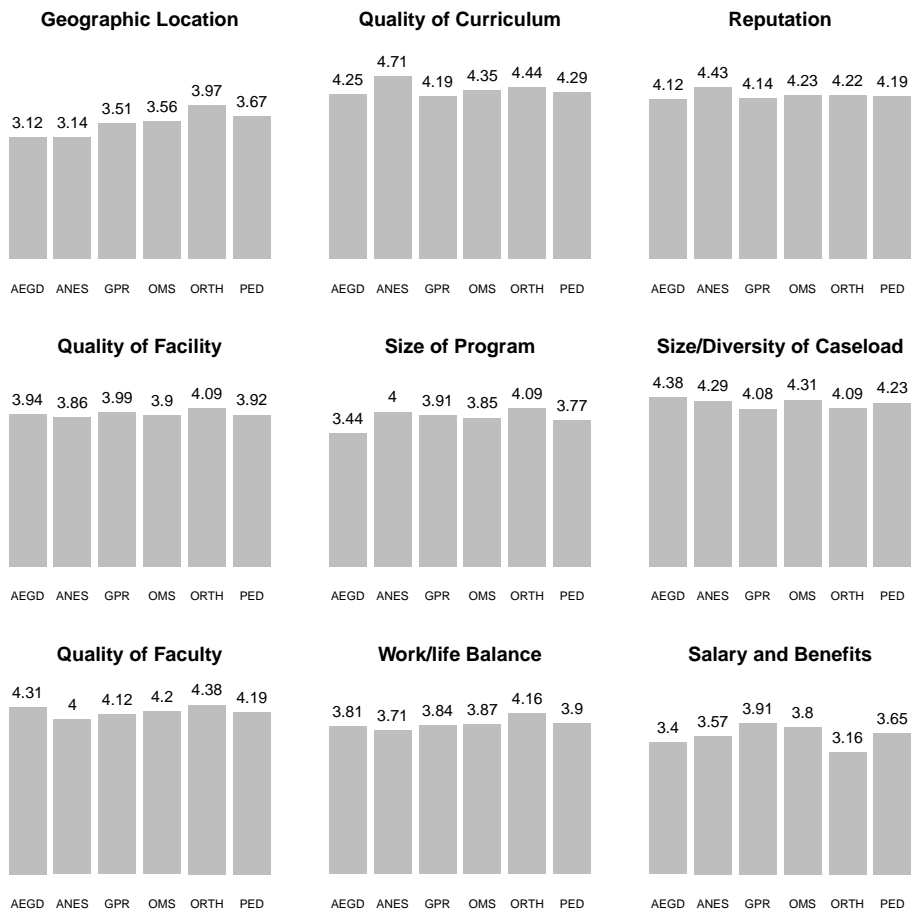 Geographic Location
3.12 3.14 3.51 3.56 3.97 3.67
AEGD ANES GPR OMS ORTH PED
Quality of Curriculum
4.25 4.71 4.19 4.35 4.44 4.29
AEGD ANES GPR OMS ORTH PED
Reputation
4.12 4.43 4.14 4.23 4.22 4.19
AEGD ANES GPR OMS ORTH PED
Quality of Facility
3.94 3.86 3.99 3.9 4.09 3.92
AEGD ANES GPR OMS ORTH PED
Size of Program
3.44 4 3.91 3.85 4.09 3.77
AEGD ANES GPR OMS ORTH PED
Size/Diversity of Caseload
4.38 4.29 4.08 4.31 4.09 4.23
AEGD ANES GPR OMS ORTH PED
Quality of Faculty
4.31 4 4.12 4.2 4.38 4.19
AEGD ANES GPR OMS ORTH PED
Work/life Balance
3.81 3.71 3.84 3.87 4.16 3.9
AEGD ANES GPR OMS ORTH PED
Salary and Benefits
3.4 3.57 3.91 3.8 3.16 3.65
AEGD ANES GPR OMS ORTH PED